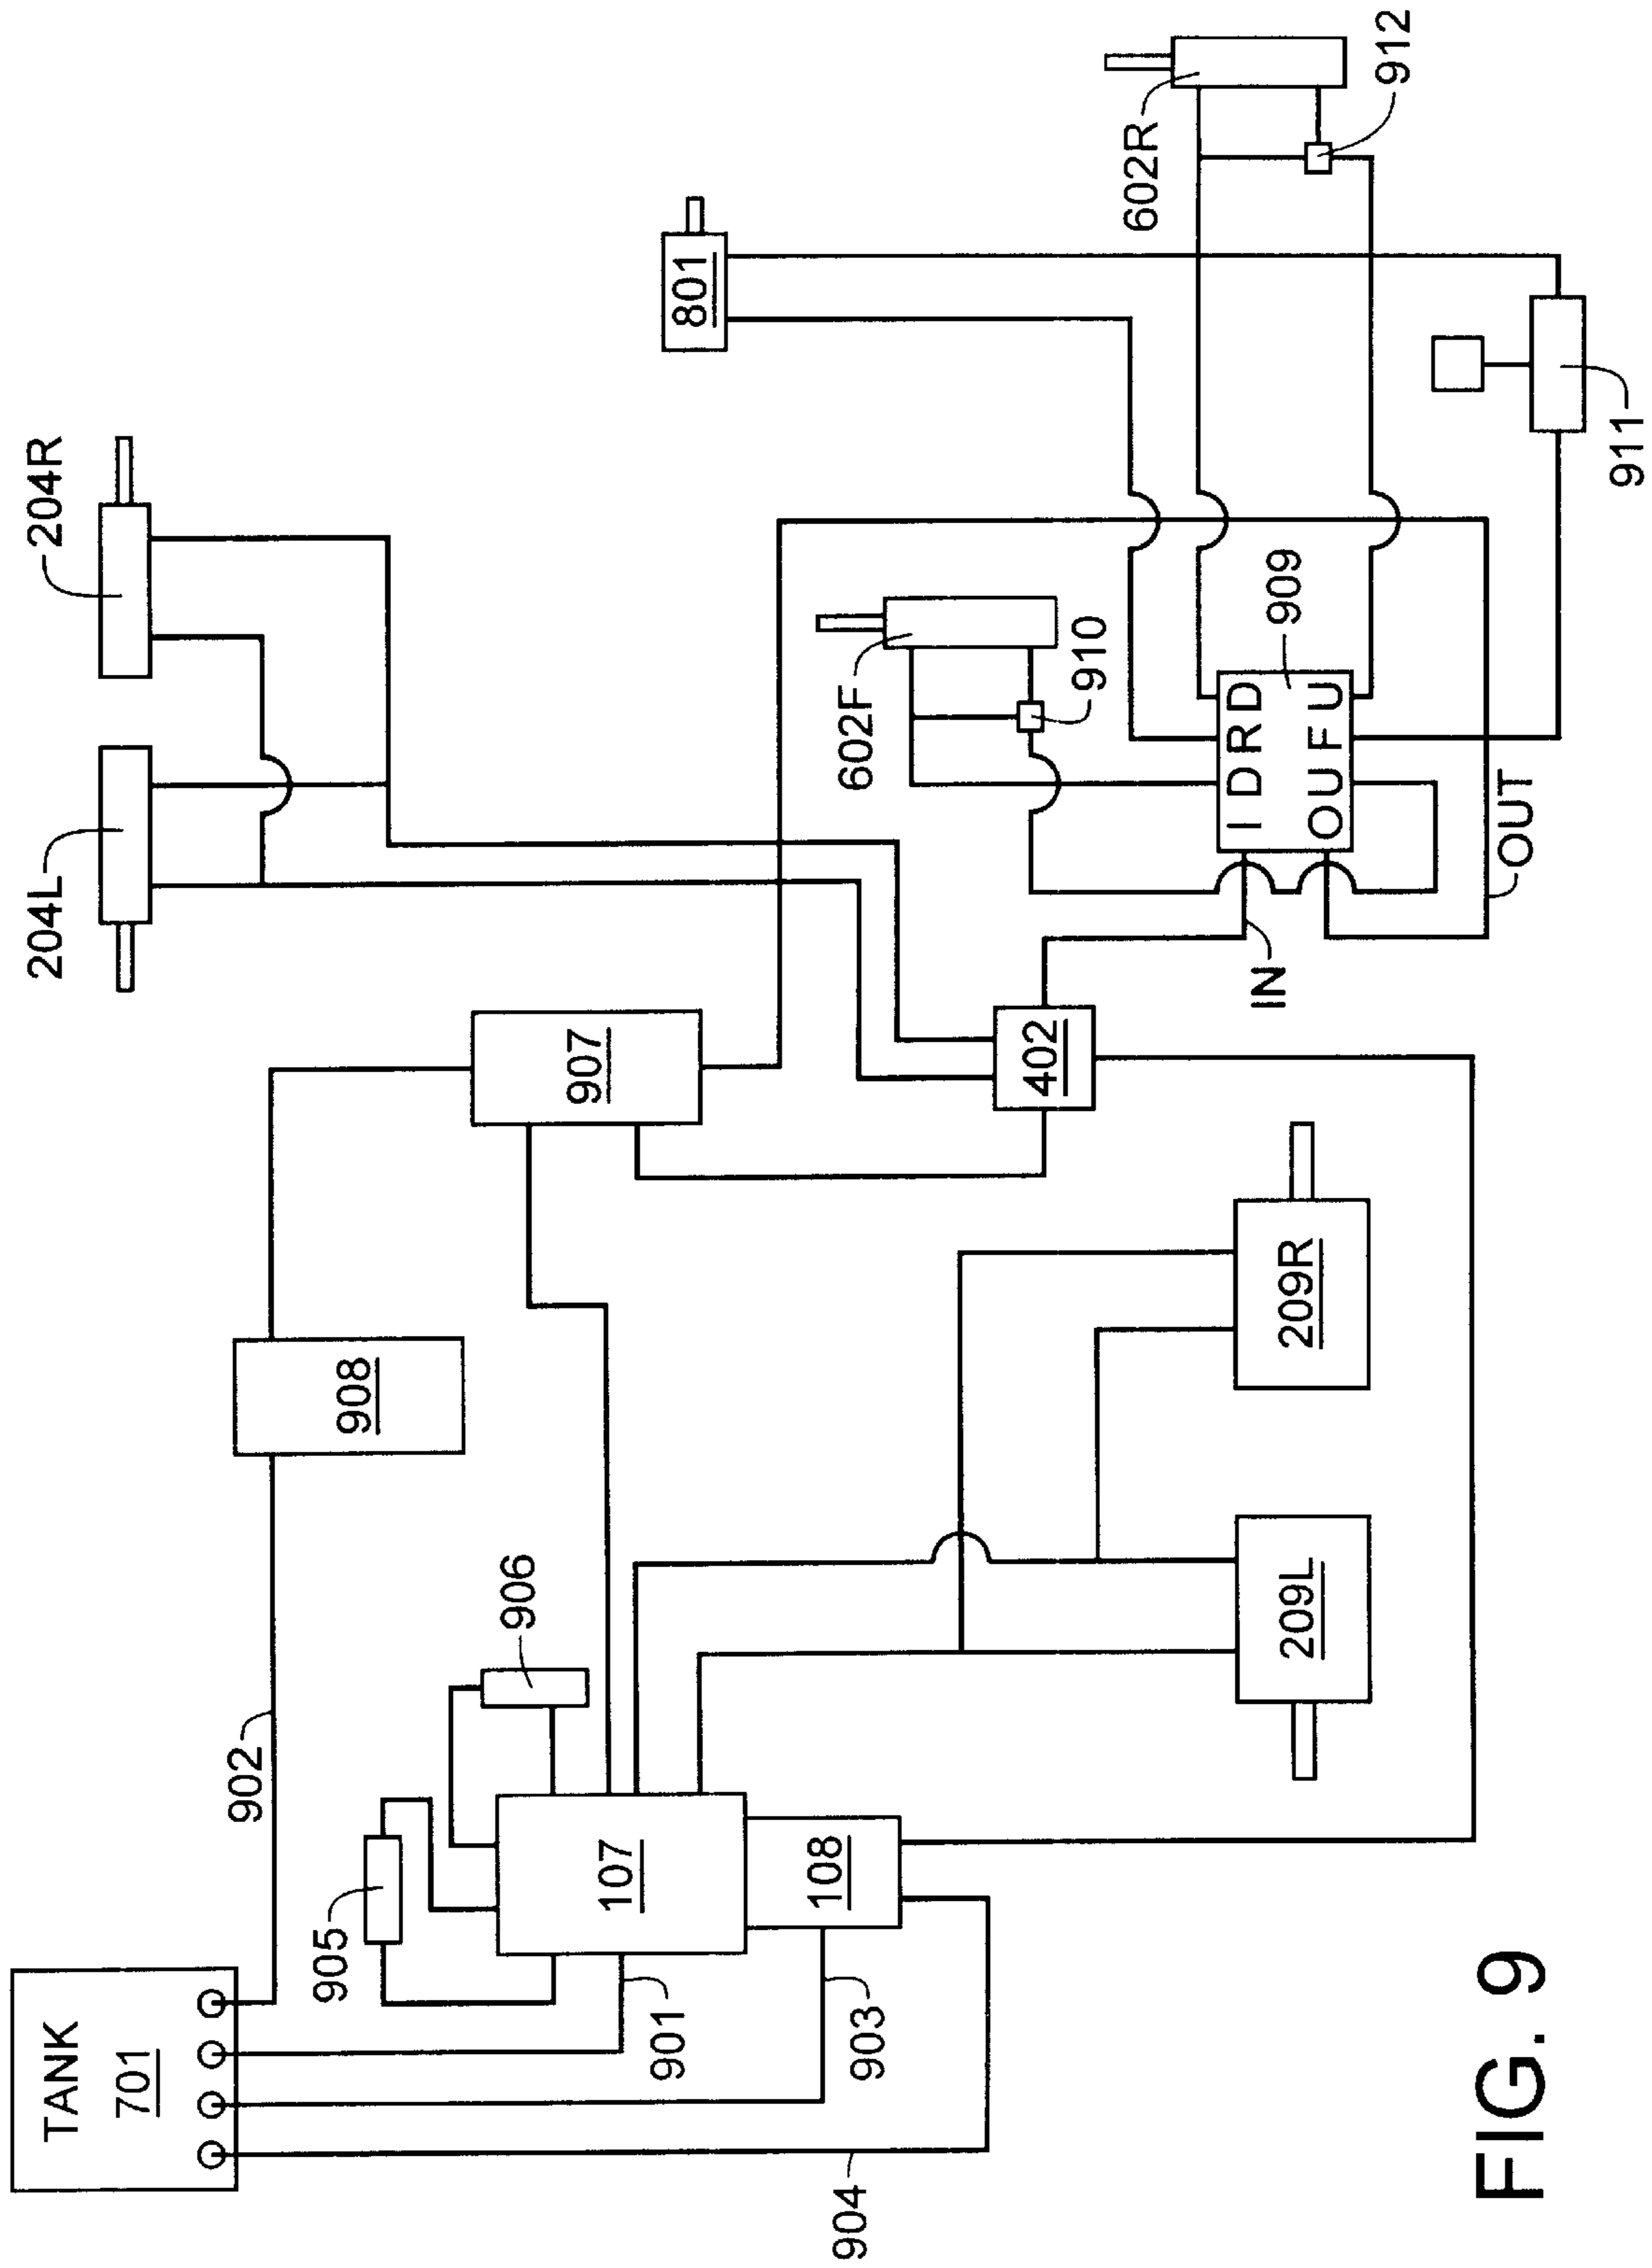 TANK
701
902
908
905
906
107
108
901
903
904
209L
209R
907
402
204L
204R
801
602F
910
602R
912
909
I D R D
O U F U
IN
OUT
911
FIG. 9